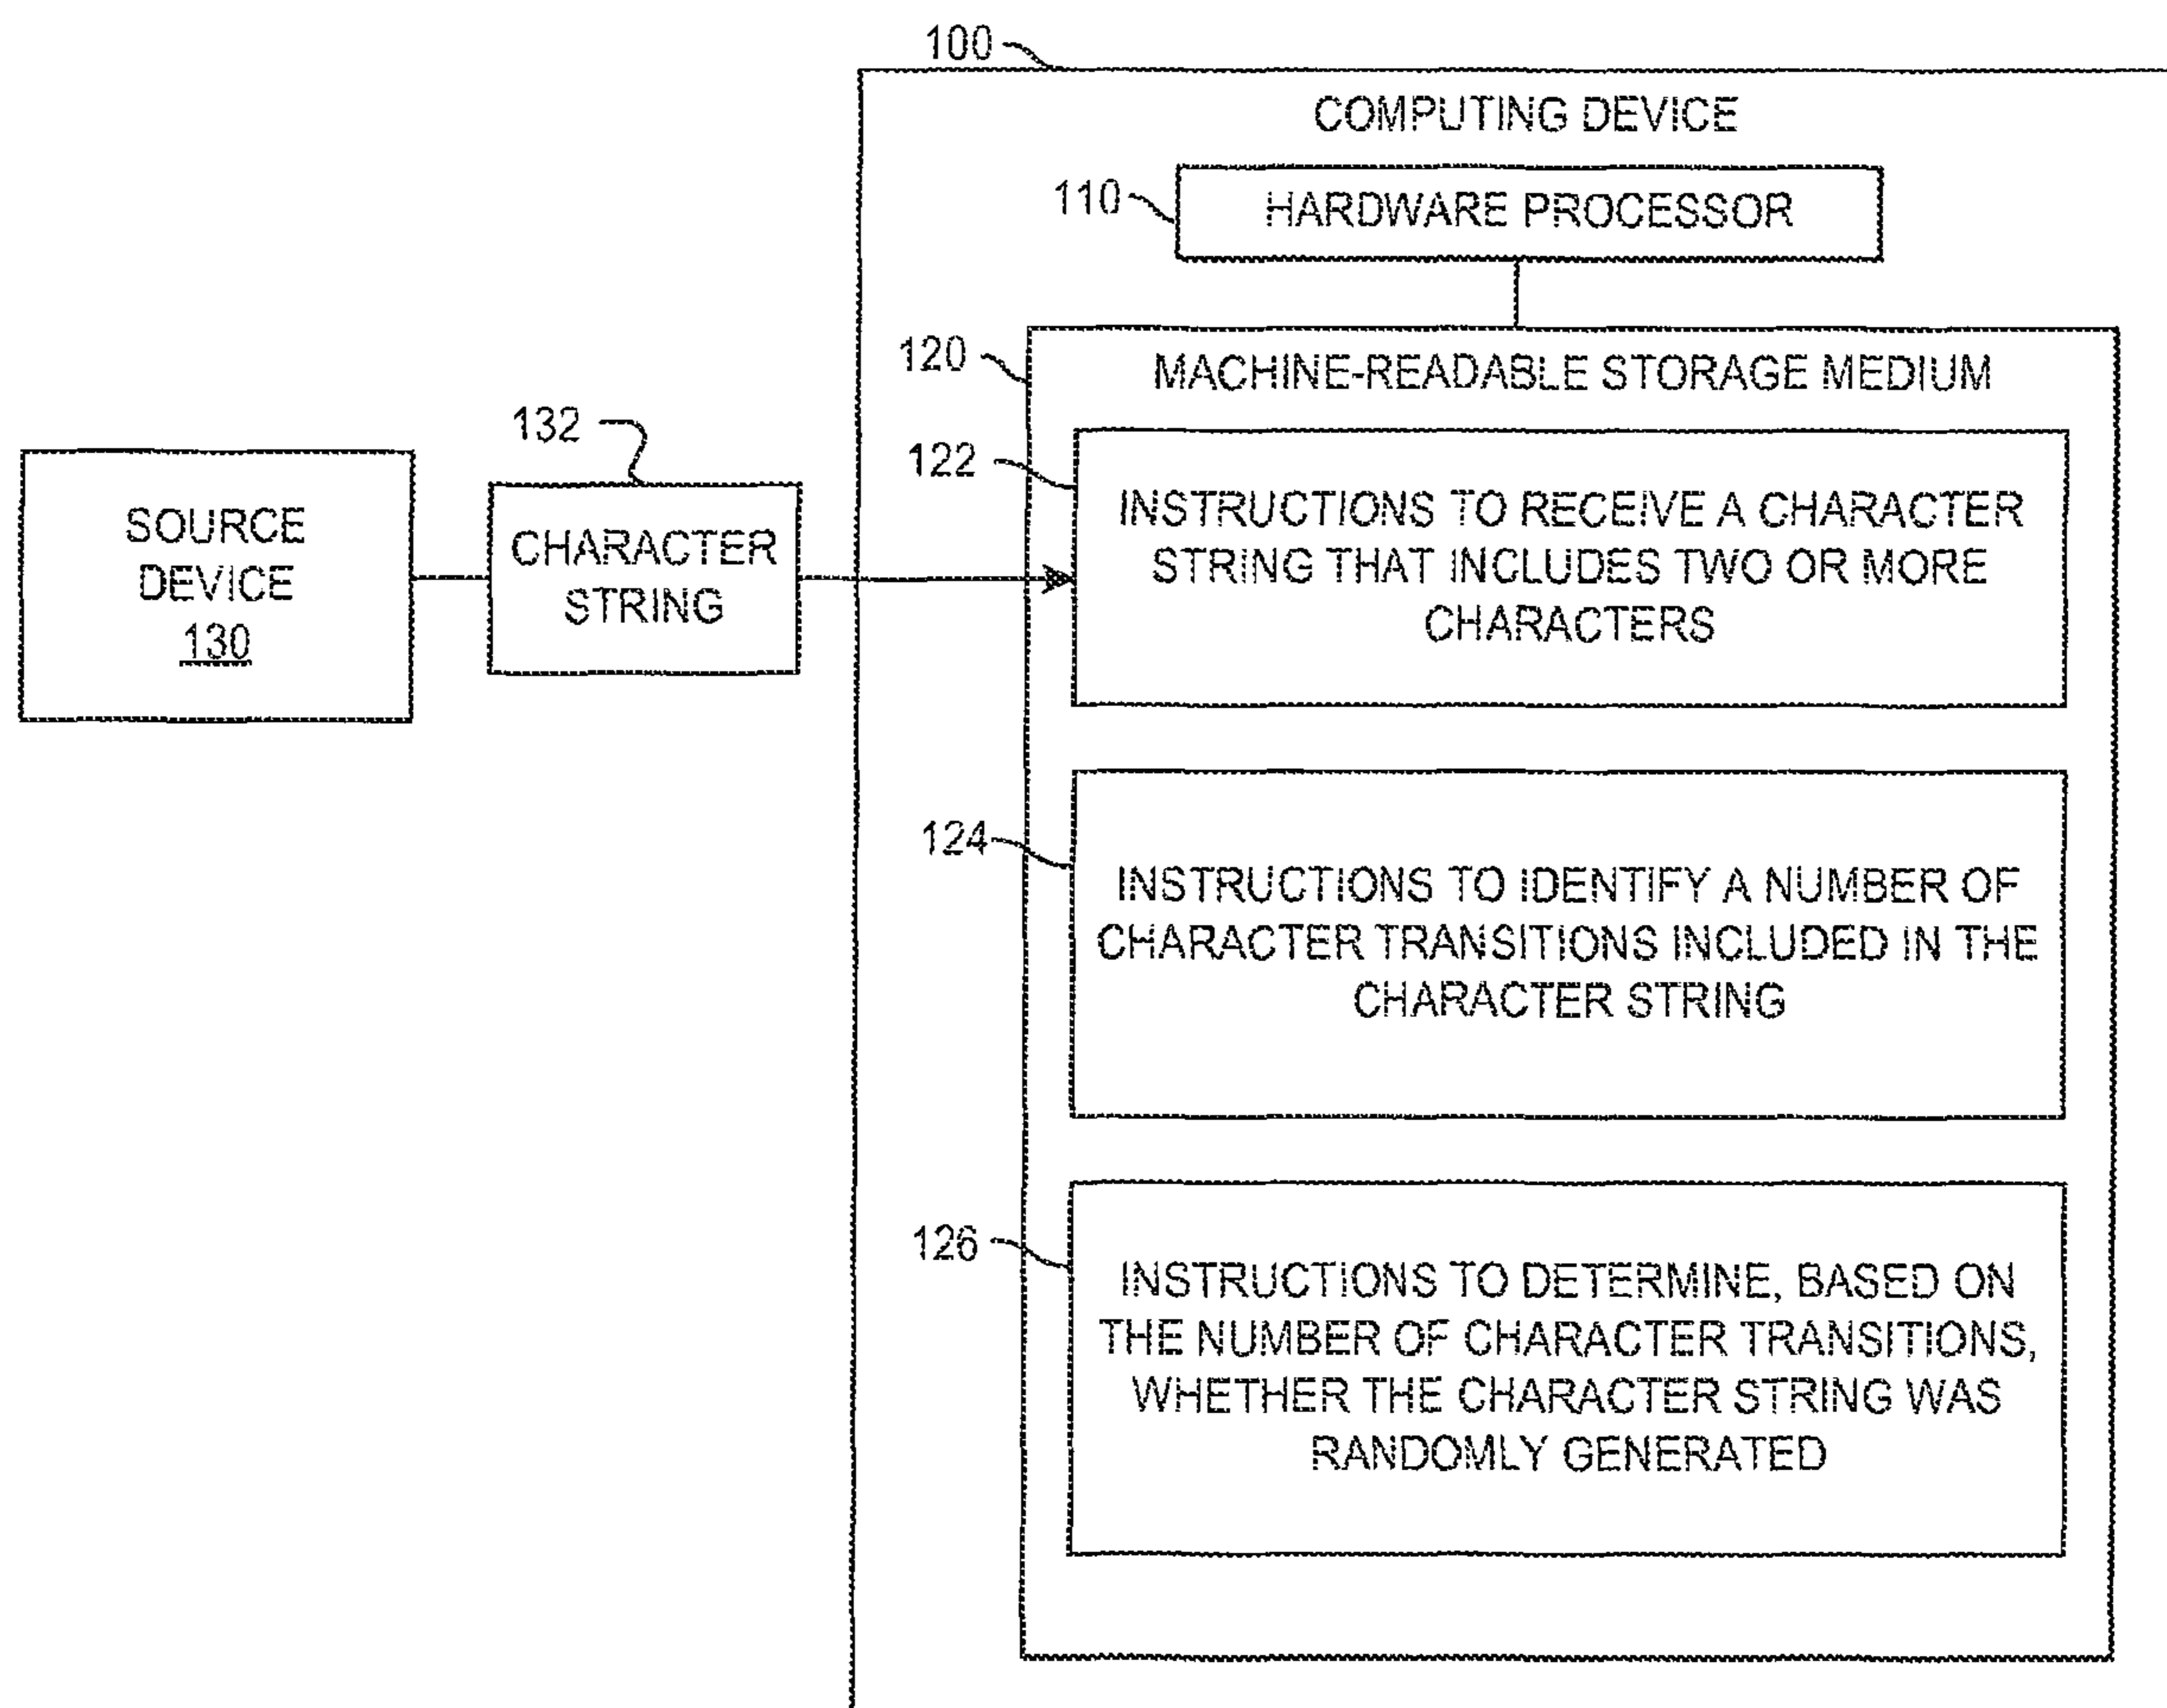 100
COMPUTING DEVICE
110
HARDWARE PROCESSOR
120
MACHINE-READABLE STORAGE MEDIUM
SOURCE
DEVICE
130
132
CHARACTER
STRING
122
INSTRUCTIONS TO RECEIVE A CHARACTER
STRING THAT INCLUDES TWO OR MORE
CHARACTERS
124
INSTRUCTIONS TO IDENTIFY A NUMBER OF
CHARACTER TRANSITIONS INCLUDED IN THE
CHARACTER STRING
126
INSTRUCTIONS TO DETERMINE, BASED ON
THE NUMBER OF CHARACTER TRANSITIONS,
WHETHER THE CHARACTER STRING WAS
RANDOMLY GENERATED